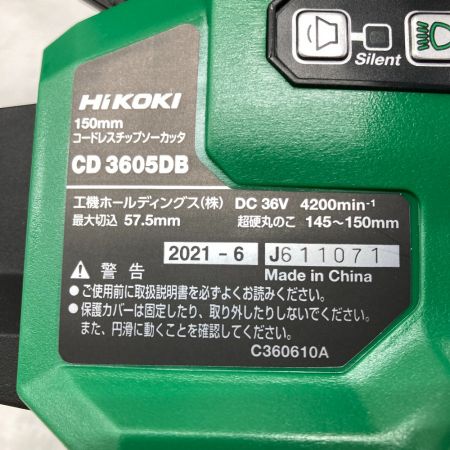 Silent
HiKOKI
150mm
コードレスチップソーカッタ
CD 3605DB
工機ホールディングス(株) DC 36V 4200min-1
最大切込 57.5mm 超硬丸のこ 145～150mm
2021 - 6 J611071
警告 Made in China
●ご使用前に取扱説明書を必ずよくお読みください。
●保護カバーは固定したり、取り外したりしないでください。
また、円滑に動くことを確認してください。
C360610A